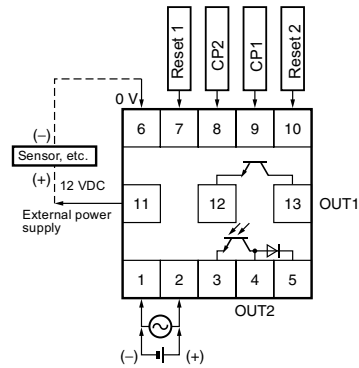 Reset 1
CP2
CP1
Reset 2
0 V
6 7 8 9 10
(−)
Sensor, etc.
(+)
12 VDC
External power
supply
11 12 13 OUT1
1 2 3 4 5
OUT2
(−) (+)